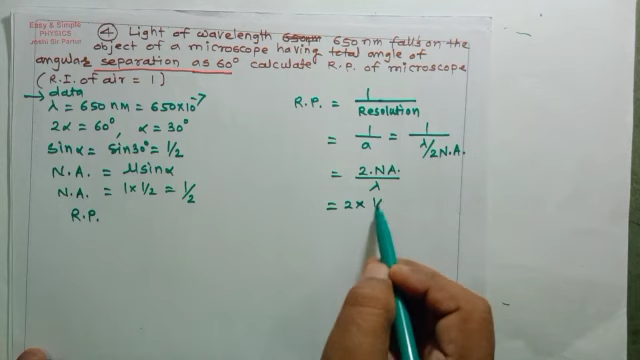 Easy & Simple
PHYSICS
Joshi Sir Partur
④ Light of wavelength 650 nm falls on the
object of a microscope having total angle of
angular separation as 60° calculate R.P. of microscope
(R.I. of air = 1)
→ data
λ = 650 nm = 650×10⁻⁷
2α = 60° , α = 30°
sinα = sin30° = 1/2
N.A. = μsinα
N.A. = 1×1/2 = 1/2
R.P.
R.P. = 1/Resolution
= 1/a = 1/λ/2N.A.
= 2.NA./λ
= 2×